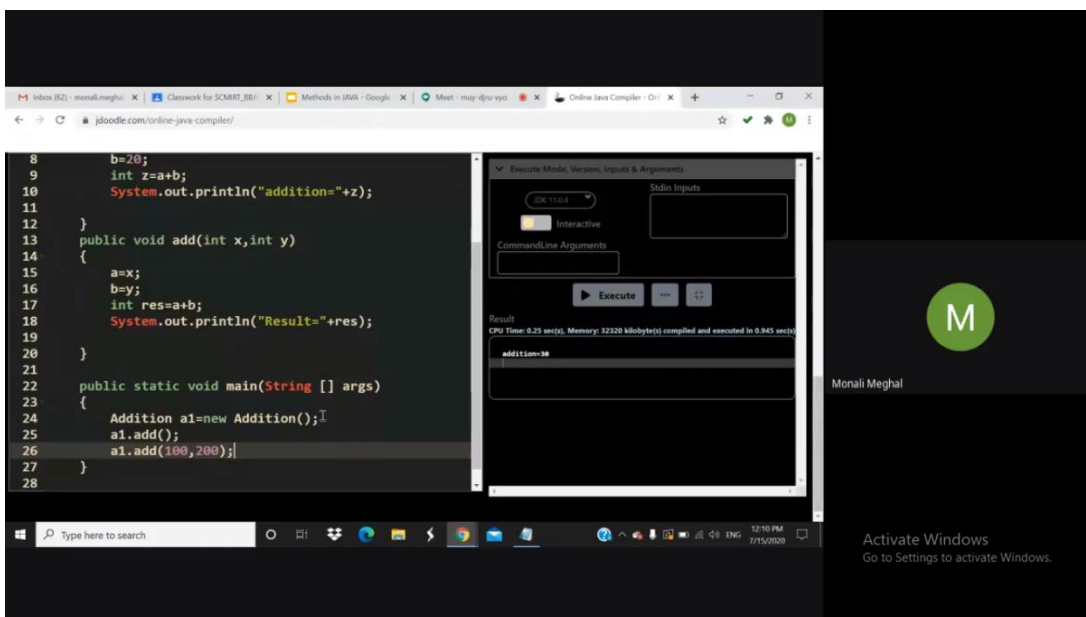 Inbox (62) - monali.megha
Classwork for SCMIRT_BBA
Methods in JAVA - Google
Meet - muy-djru-vyo
Online Java Compiler - Onl
jdoodle.com/online-java-compiler/
M
8 b=20;
9 int z=a+b;
10 System.out.println("addition="+z);
11
12 }
13 public void add(int x,int y)
14 {
15 a=x;
16 b=y;
17 int res=a+b;
18 System.out.println("Result="+res);
19
20 }
21
22 public static void main(String [] args)
23 {
24 Addition a1=new Addition();
25 a1.add();
26 a1.add(100,200);
27 }
28
Execute Mode, Version, Inputs & Arguments
JDK 11.0.4
Stdin Inputs
Interactive
CommandLine Arguments
Execute
Result
CPU Time: 0.25 sec(s), Memory: 32320 kilobyte(s) compiled and executed in 0.945 sec(s)
addition=30
M
Monali Meghal
Type here to search
ENG
12:10 PM
7/15/2020
Activate Windows
Go to Settings to activate Windows.